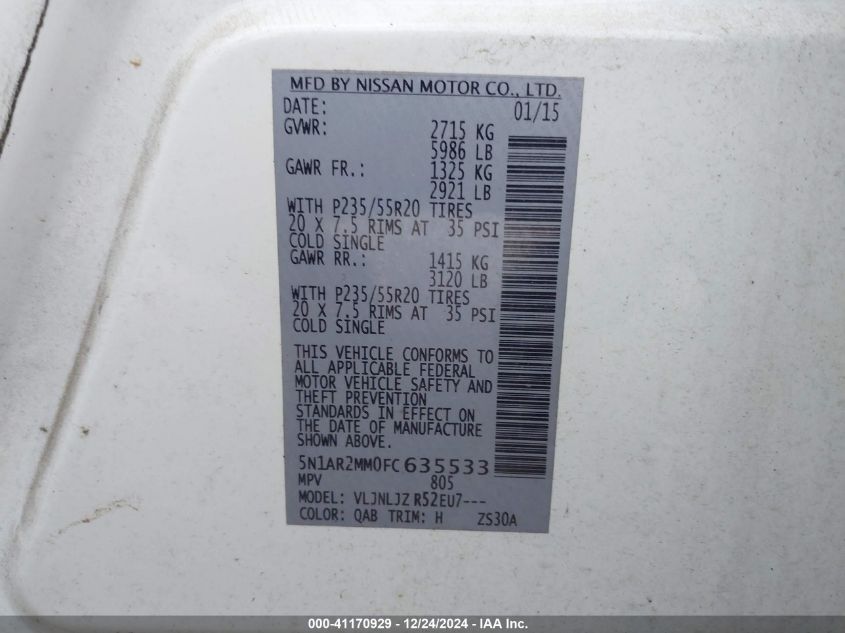 MFD BY NISSAN MOTOR CO., LTD.
DATE: 01/15
GVWR: 2715 KG
5986 LB
GAWR FR.: 1325 KG
2921 LB
WITH P235/55R20 TIRES
20 X 7.5 RIMS AT 35 PSI
COLD SINGLE
GAWR RR.: 1415 KG
3120 LB
WITH P235/55R20 TIRES
20 X 7.5 RIMS AT 35 PSI
COLD SINGLE
THIS VEHICLE CONFORMS TO
ALL APPLICABLE FEDERAL
MOTOR VEHICLE SAFETY AND
THEFT PREVENTION
STANDARDS IN EFFECT ON
THE DATE OF MANUFACTURE
SHOWN ABOVE.
5N1AR2MM0FC635533
MPV 805
MODEL: VLJNLJZ R52EU7---
COLOR: QAB TRIM: H ZS30A
000-41170929 - 12/24/2024 - IAA Inc.